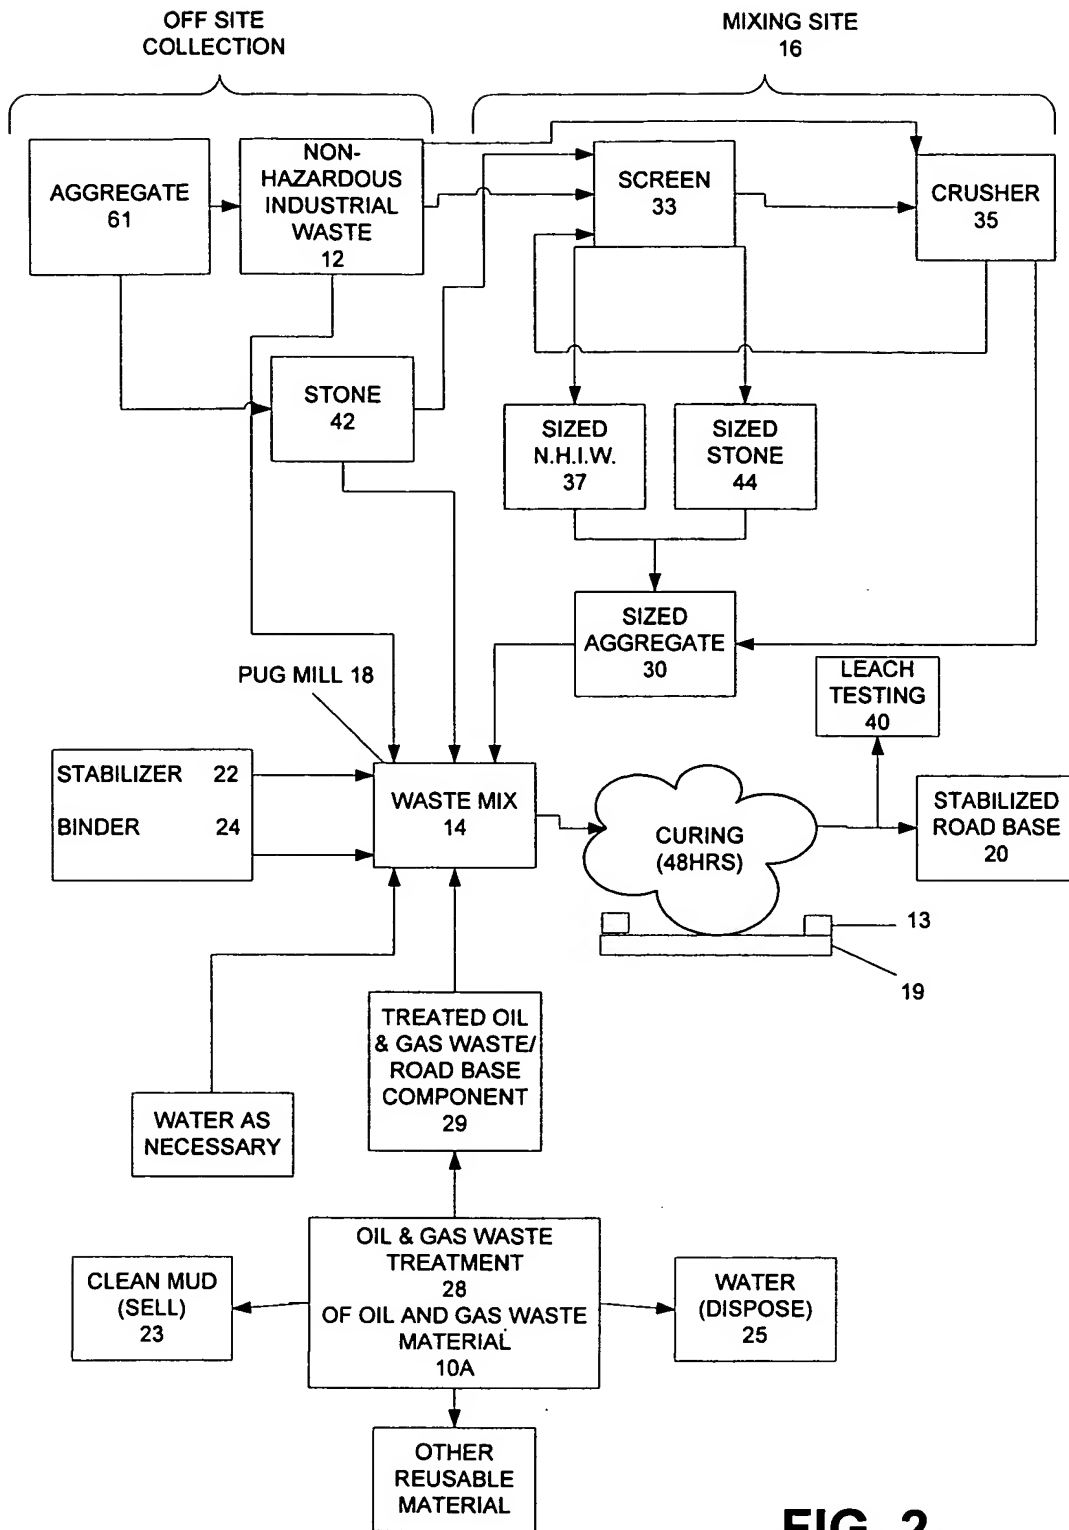 OFF SITE
COLLECTION
MIXING SITE
16
AGGREGATE
61
NON-
HAZARDOUS
INDUSTRIAL
WASTE
12
SCREEN
33
CRUSHER
35
STONE
42
SIZED
N.H.I.W.
37
SIZED
STONE
44
SIZED
AGGREGATE
30
PUG MILL 18
LEACH
TESTING
40
STABILIZER 22
BINDER 24
WASTE MIX
14
CURING
(48HRS)
STABILIZED
ROAD BASE
20
13
19
TREATED OIL
& GAS WASTE/
ROAD BASE
COMPONENT
29
WATER AS
NECESSARY
OIL & GAS WASTE
TREATMENT
28
OF OIL AND GAS WASTE
MATERIAL
10A
CLEAN MUD
(SELL)
23
WATER
(DISPOSE)
25
OTHER
REUSABLE
MATERIAL
FIG. 2